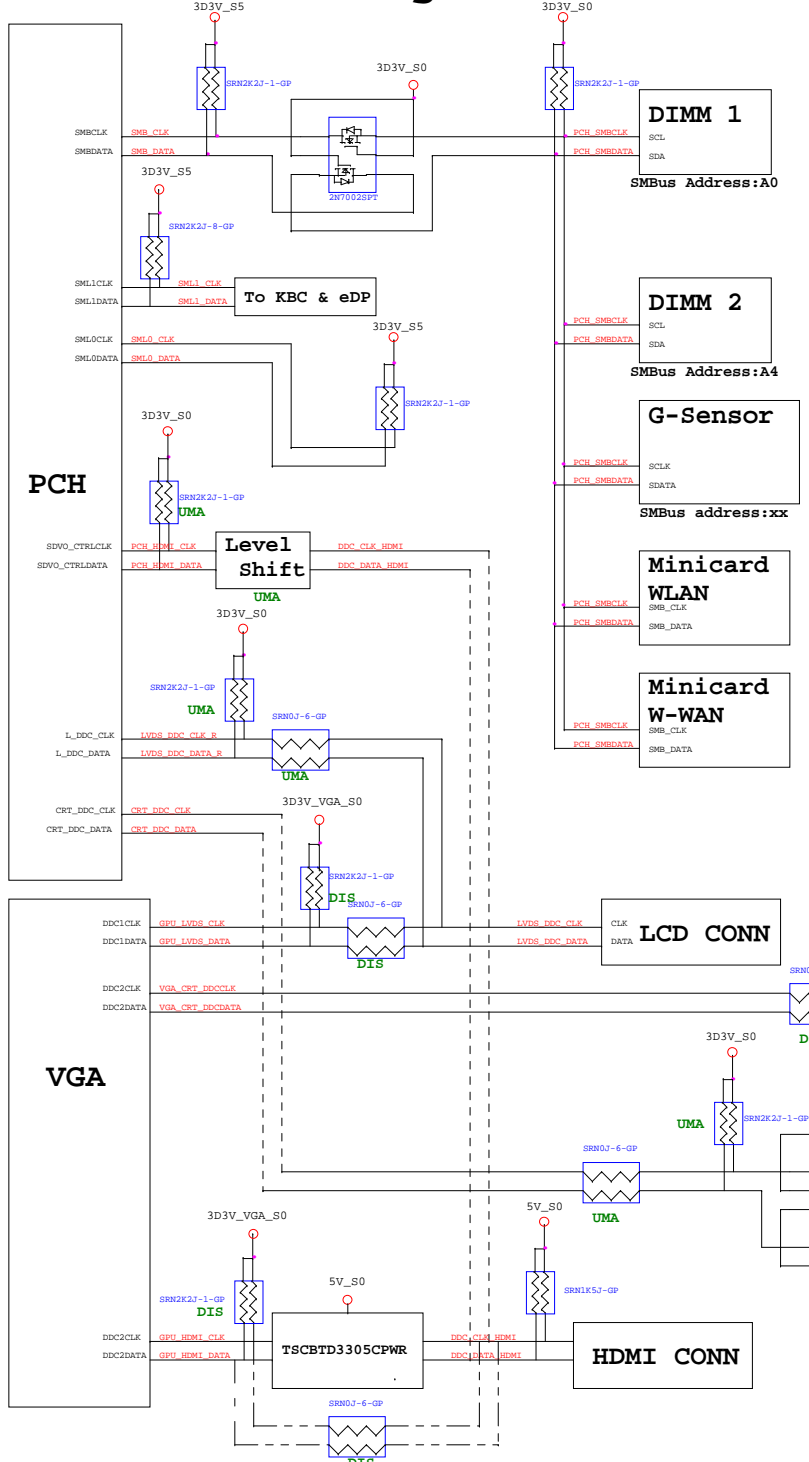 3D3V_S5
3D3V_S0
SRN2K2J-1-GP
3D3V_S0
SRN2K2J-1-GP
DIMM 1
SMBCLK
SMB_CLK
PCH_SMBCLK
SCL
SMBDATA
SMB_DATA
PCH_SMBDATA
SDA
3D3V_S5
2N7002SPT
SMBus Address:A0
SRN2K2J-8-GP
SML1CLK
SML1_CLK
To KBC & eDP
SML1DATA
SML1_DATA
DIMM 2
PCH_SMBCLK
SCL
3D3V_S5
SML0CLK
SML0_CLK
PCH_SMBDATA
SDA
SML0DATA
SML0_DATA
SMBus Address:A4
SRN2K2J-1-GP
3D3V_S0
G-Sensor
PCH_SMBCLK
SCLK
PCH_SMBDATA
SDATA
PCH
SRN2K2J-1-GP
UMA
SMBus address:xx
SDVO_CTRLCLK
PCH_HDMI_CLK
Level
Shift
DDC_CLK_HDMI
SDVO_CTRLDATA
PCH_HDMI_DATA
DDC_DATA_HDMI
UMA
Minicard
WLAN
PCH_SMBCLK
SMB_CLK
PCH_SMBDATA
SMB_DATA
3D3V_S0
SRN2K2J-1-GP
UMA
Minicard
W-WAN
PCH_SMBCLK
SMB_CLK
PCH_SMBDATA
SMB_DATA
SRN0J-6-GP
L_DDC_CLK
LVDS_DDC_CLK_R
L_DDC_DATA
LVDS_DDC_DATA_R
UMA
3D3V_VGA_S0
CRT_DDC_CLK
CRT_DDC_CLK
CRT_DDC_DATA
CRT_DDC_DATA
SRN2K2J-1-GP
DIS
SRN0J-6-GP
DDC1CLK
GPU_LVDS_CLK
LVDS_DDC_CLK
CLK
DDC1DATA
GPU_LVDS_DATA
LVDS_DDC_DATA
DATA
LCD CONN
DIS
DDC2CLK
VGA_CRT_DDCCLK
DDC2DATA
VGA_CRT_DDCDATA
3D3V_S0
VGA
UMA
SRN2K2J-1-GP
SRN0J-6-GP
UMA
3D3V_VGA_S0
5V_S0
5V_S0
SRN2K2J-1-GP
DIS
SRN1K5J-GP
DDC2CLK
GPU_HDMI_CLK
TSCBTD3305CPWR
DDC_CLK_HDMI
DDC2DATA
GPU_HDMI_DATA
DDC_DATA_HDMI
HDMI CONN
SRN0J-6-GP
DIS